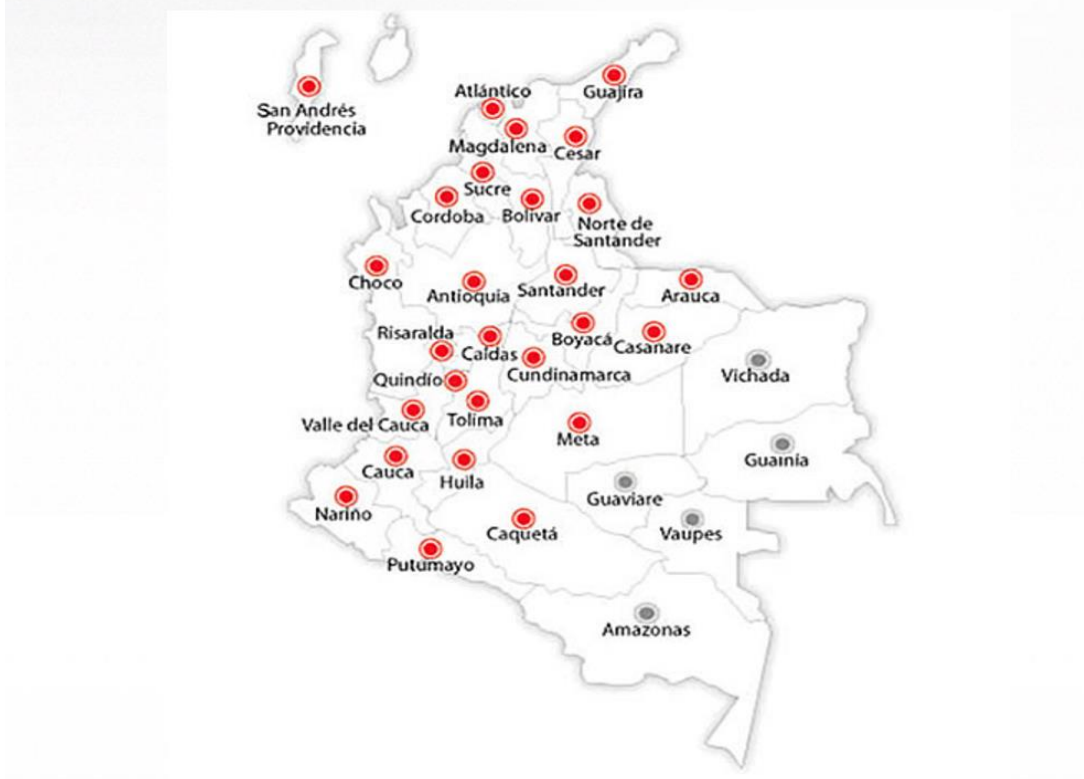 San Andrés
Providencia
Atlántico
Guajira
Magdalena
Cesar
Sucre
Cordoba
Bolivar
Norte de
Santander
Choco
Antioquia
Santander
Arauca
Risaralda
Caldas
Boyacá
Casanare
Cundinamarca
Vichada
Quindío
Valle del Cauca
Tolima
Meta
Guainia
Cauca
Huila
Guaviare
Nariño
Caquetá
Vaupes
Putumayo
Amazonas